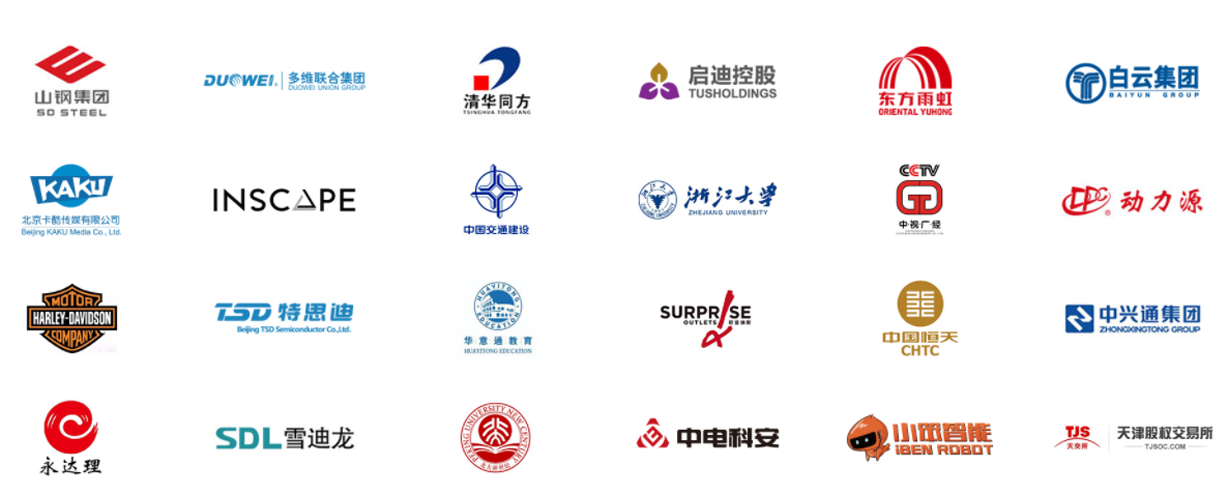 山钢集团
SD STEEL
DUOWEI® 多维联合集团
DUOWEI UNION GROUP
清华同方
TSINGHUA TONGFANG
启迪控股
TUSHOLDINGS
东方雨虹
ORIENTAL YUHONG
白云集团
BAIYUN GROUP
KAKU
北京卡酷传媒有限公司
Beijing KAKU Media Co., Ltd.
INSCAPE
中国交通建设
浙江大学
ZHEJIANG UNIVERSITY
CCTV
中·视·广·经
动力源
MOTOR
HARLEY-DAVIDSON
COMPANY
TSD 特思迪
Beijing TSD Semiconductor Co.,Ltd.
HUAYITONG EDUCATION
华意通教育
HUAYITONG EDUCATION
SURPRISE
OUTLETS
中国恒天
CHTC
中兴通集团
ZHONGXINGTONG GROUP
永达理
SDL 雪迪龙
PEKING UNIVERSITY NEW CENTURY
北大新世纪
中电科安
小笨智能
iBEN ROBOT
TJS
天交所
天津股权交易所
TJSOC.COM